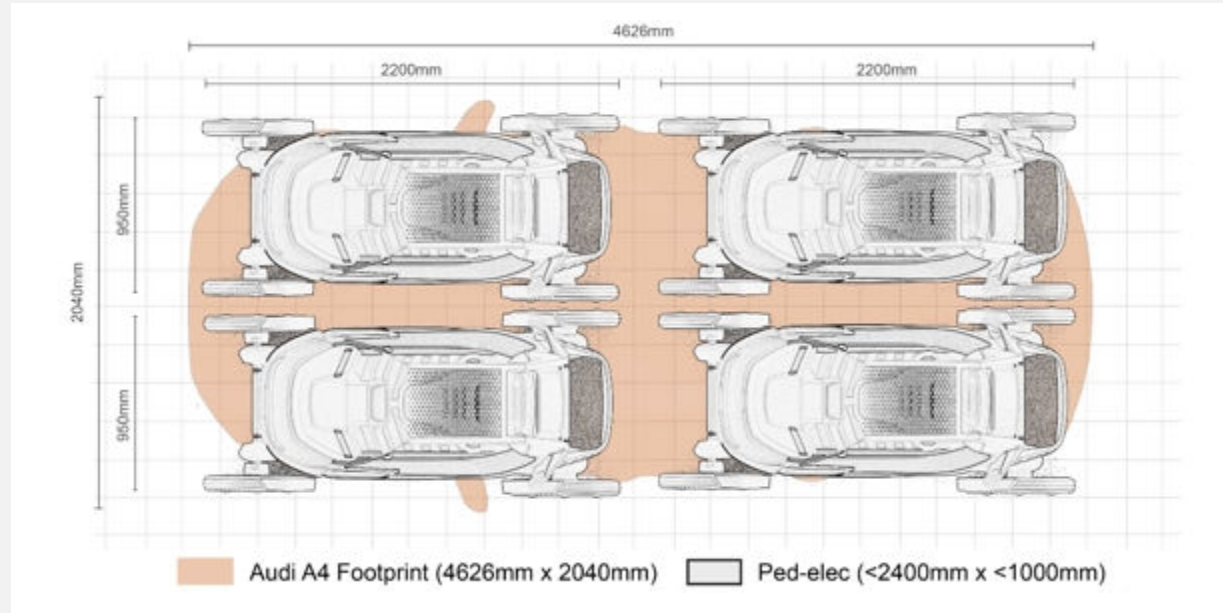 4626mm
2200mm
2200mm
950mm
2040mm
950mm
Audi A4 Footprint (4626mm x 2040mm)
Ped-elec (<2400mm x <1000mm)